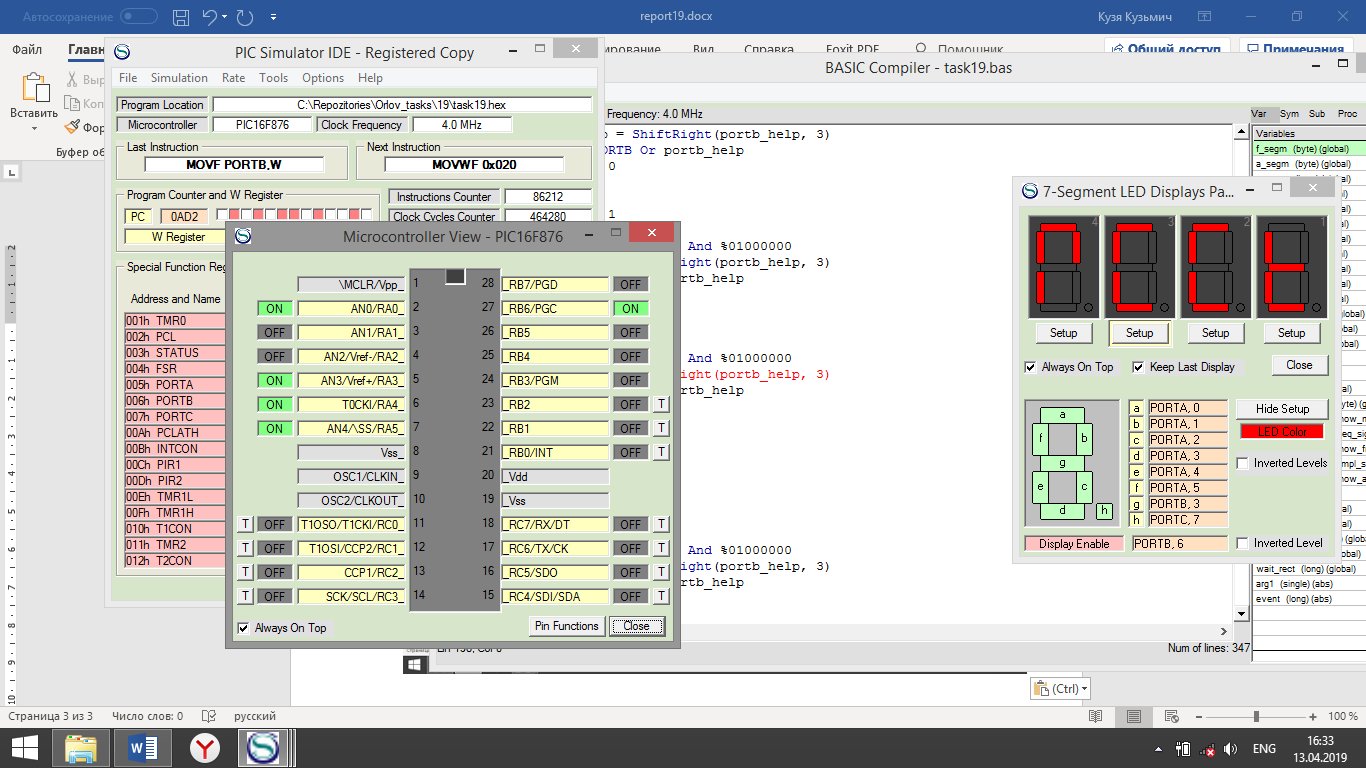 Автосохранение
report19.docx
Кузя Кузьмич
Файл
Вид
Справка
Foxit PDF
Помощник
Общий доступ
Примечания
Вставить
PIC Simulator IDE - Registered Copy
File Simulation Rate Tools Options Help
Program Location C:\Repozitories\Orlov_tasks\19\task19.hex
Microcontroller PIC16F876 Clock Frequency 4.0 MHz
Last Instruction
MOVF PORTB,W
Next Instruction
MOVWF 0x020
Program Counter and W Register
PC 0AD2
W Register
Instructions Counter 86212
Clock Cycles Counter 464280
Special Function Reg
Address and Name
001h TMR0
002h PCL
003h STATUS
004h FSR
005h PORTA
006h PORTB
007h PORTC
00Ah PCLATH
00Bh INTCON
00Ch PIR1
00Dh PIR2
00Eh TMR1L
00Fh TMR1H
010h T1CON
011h TMR2
012h T2CON
Microcontroller View - PIC16F876
\MCLR/Vpp_ 1 28 _RB7/PGD OFF
ON AN0/RA0_ 2 27 _RB6/PGC ON
OFF AN1/RA1_ 3 26 _RB5 OFF
OFF AN2/Vref-/RA2_ 4 25 _RB4 OFF
ON AN3/Vref+/RA3_ 5 24 _RB3/PGM OFF
ON T0CKI/RA4_ 6 23 _RB2 OFF T
ON AN4/\SS/RA5_ 7 22 _RB1 OFF T
Vss_ 8 21 _RB0/INT OFF T
OSC1/CLKIN_ 9 20 _Vdd
OSC2/CLKOUT_ 10 19 _Vss
T OFF T1OSO/T1CKI/RC0_ 11 18 _RC7/RX/DT OFF T
T OFF T1OSI/CCP2/RC1_ 12 17 _RC6/TX/CK OFF T
T OFF CCP1/RC2_ 13 16 _RC5/SDO OFF T
T OFF SCK/SCL/RC3_ 14 15 _RC4/SDI/SDA OFF T
Always On Top Pin Functions Close
BASIC Compiler - task19.bas
Frequency: 4.0 MHz
= ShiftRight(portb_help, 3)
Or portb_help
0
1
And %01000000
(portb_help, 3)
And %01000000
(portb_help, 3)
And %01000000
(portb_help, 3)
Num of lines: 347
Var Sym Sub Proc
Variables
f_segm (byte) (global)
a_segm (byte) (global)
wait_rect (long) (global)
arg1 (single) (abs)
event (long) (abs)
7-Segment LED Displays Pa...
4 3 2 1
Setup Setup Setup Setup
Always On Top Keep Last Display Close
a PORTA, 0
b PORTA, 1
c PORTA, 2
d PORTA, 3
e PORTA, 4
f PORTA, 5
g PORTB, 3
h PORTC, 7
a
f b
g
e c
d h
Hide Setup
LED Color
Inverted Levels
Display Enable PORTB, 6 Inverted Level
(Ctrl)
Страница 3 из 3 Число слов: 0 русский
100 %
ENG
16:33
13.04.2019